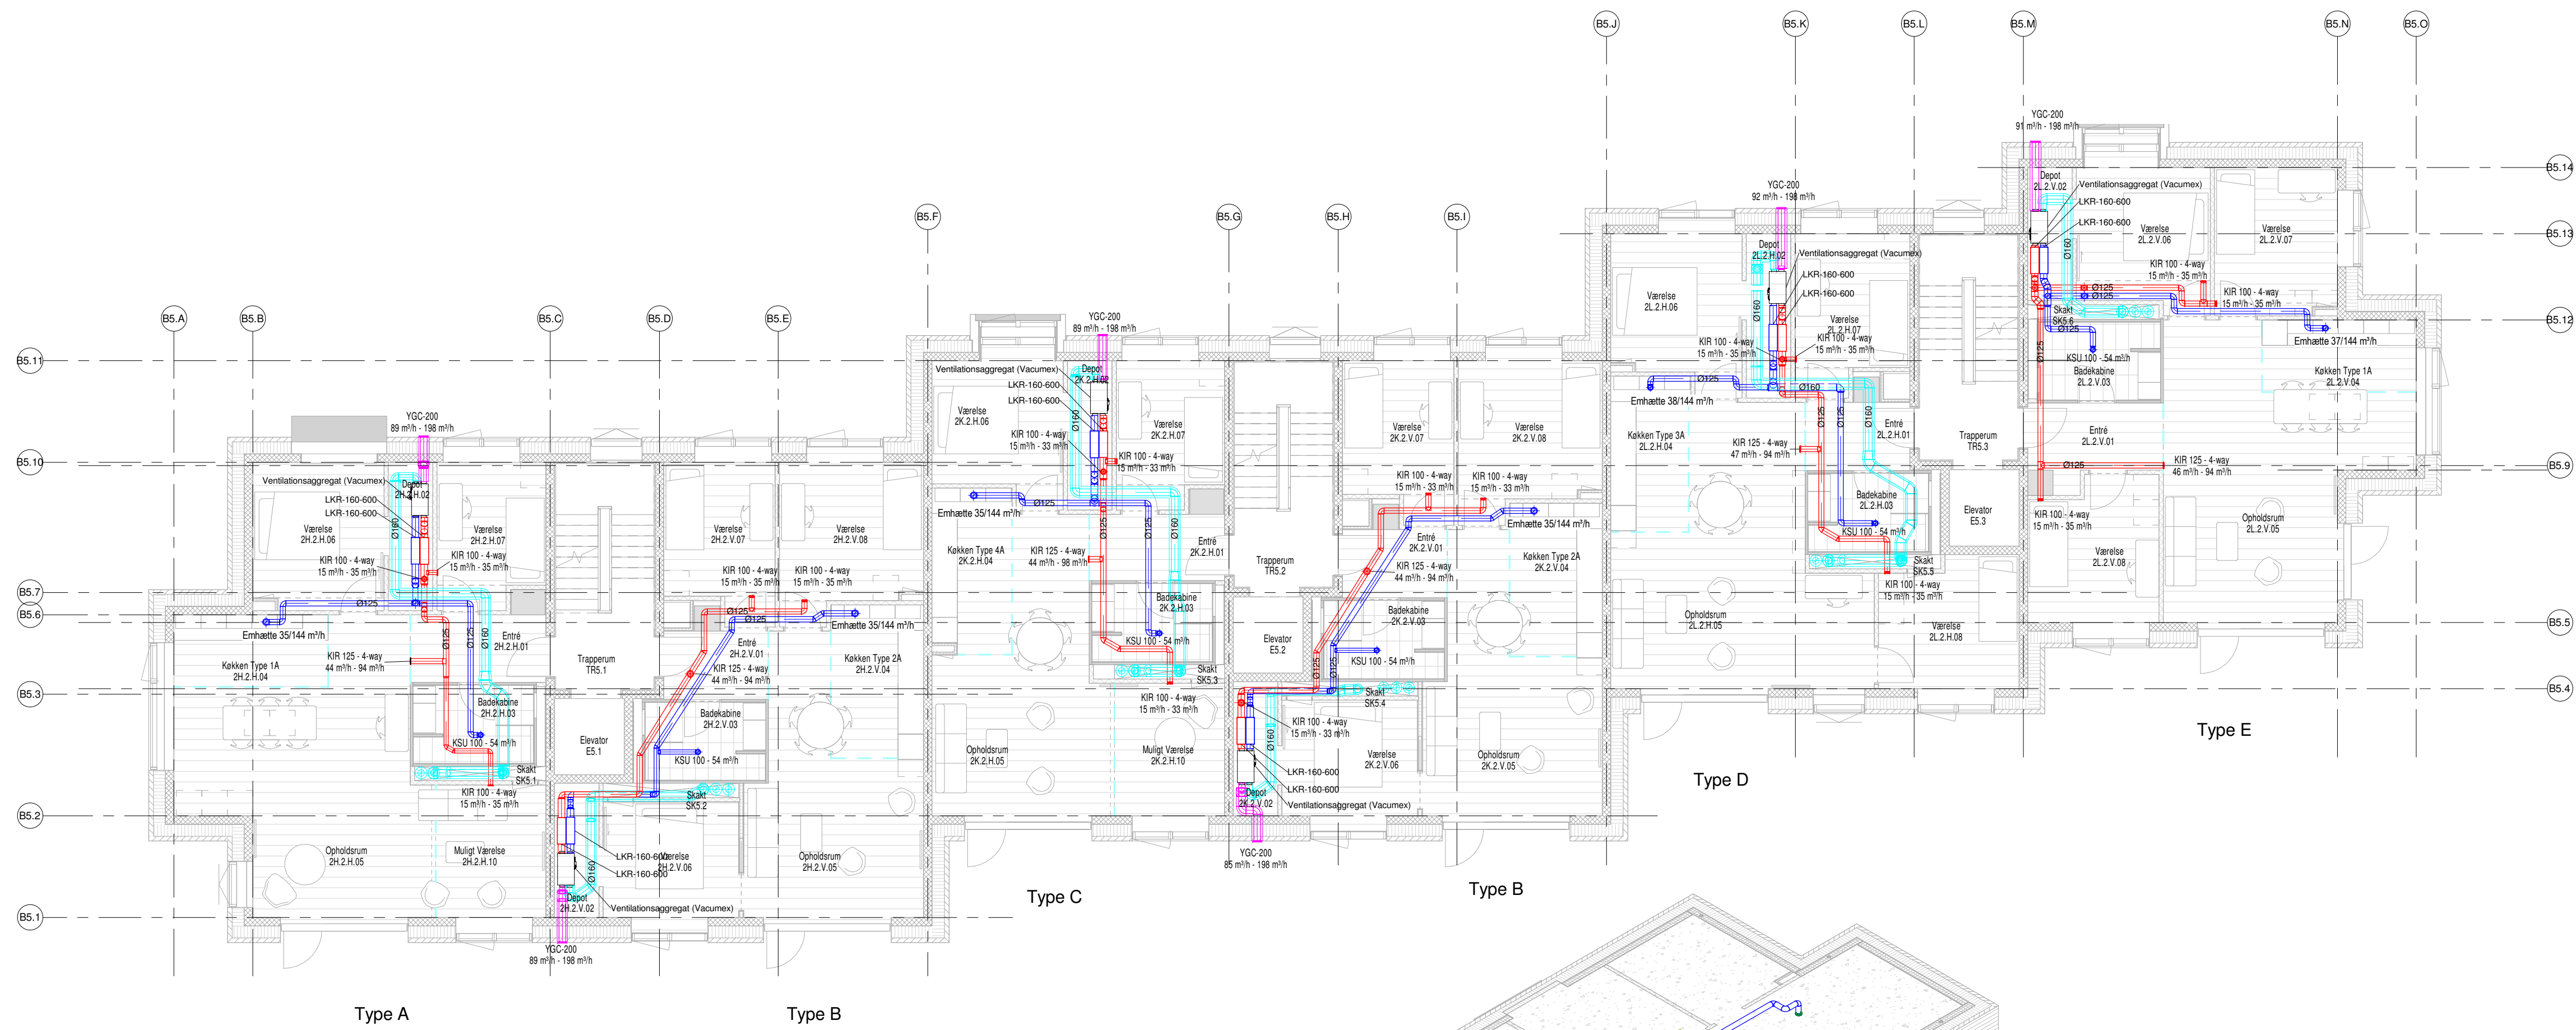 B5.J
B5.K
B5.L
B5.M
B5.N
B5.O
B5.F
B5.G
B5.H
B5.I
B5.A
B5.B
B5.C
B5.D
B5.E
B5.11
B5.10
B5.7
B5.6
B5.3
B5.2
B5.1
B5.14
B5.13
B5.12
B5.9
B5.5
B5.4
YGC-200
89 m³/h - 198 m³/h
Ventilationsaggregat (Vacumex)
Depot
2H.2.H.02
LKR-160-600
LKR-160-600
Ø160
Værelse
2H.2.H.06
Værelse
2H.2.H.07
KIR 100 - 4-way
15 m³/h - 35 m³/h
KIR 100 - 4-way
15 m³/h - 35 m³/h
Ø125
Emhætte 35/144 m³/h
Ø125
Ø125
Ø160
Entré
2H.2.H.01
KIR 125 - 4-way
44 m³/h - 94 m³/h
Køkken Type 1A
2H.2.H.04
Badekabine
2H.2.H.03
KSU 100 - 54 m³/h
Skakt
SK5.1
KIR 100 - 4-way
15 m³/h - 35 m³/h
Opholdsrum
2H.2.H.05
Muligt Værelse
2H.2.H.10
Type A
Trapperum
TR5.1
Elevator
E5.1
Værelse
2H.2.V.07
Værelse
2H.2.V.08
KIR 100 - 4-way
15 m³/h - 35 m³/h
KIR 100 - 4-way
15 m³/h - 35 m³/h
Ø125
Ø125
Emhætte 35/144 m³/h
Entré
2H.2.V.01
KIR 125 - 4-way
44 m³/h - 94 m³/h
Køkken Type 2A
2H.2.V.04
Badekabine
2H.2.V.03
KSU 100 - 54 m³/h
Skakt
SK5.2
LKR-160-600
LKR-160-600
Værelse
2H.2.V.06
Opholdsrum
2H.2.V.05
Ø160
Depot
2H.2.V.02
Ventilationsaggregat (Vacumex)
YGC-200
89 m³/h - 198 m³/h
Type B
YGC-200
89 m³/h - 198 m³/h
Ventilationsaggregat (Vacumex)
Depot
2K.2.H.02
LKR-160-600
LKR-160-600
Ø160
Værelse
2K.2.H.06
Værelse
2K.2.H.07
KIR 100 - 4-way
15 m³/h - 33 m³/h
KIR 100 - 4-way
15 m³/h - 33 m³/h
Ø125
Emhætte 35/144 m³/h
Ø125
Ø125
Ø160
Entré
2K.2.H.01
Køkken Type 4A
2K.2.H.04
KIR 125 - 4-way
44 m³/h - 98 m³/h
Badekabine
2K.2.H.03
KSU 100 - 54 m³/h
Skakt
SK5.3
KIR 100 - 4-way
15 m³/h - 33 m³/h
Opholdsrum
2K.2.H.05
Muligt Værelse
2K.2.H.10
Type C
Trapperum
TR5.2
Elevator
E5.2
Værelse
2K.2.V.07
Værelse
2K.2.V.08
KIR 100 - 4-way
15 m³/h - 33 m³/h
KIR 100 - 4-way
15 m³/h - 33 m³/h
Emhætte 35/144 m³/h
Entré
2K.2.V.01
Køkken Type 2A
2K.2.V.04
KIR 125 - 4-way
44 m³/h - 94 m³/h
Badekabine
2K.2.V.03
KSU 100 - 54 m³/h
Ø125
Ø125
Skakt
SK5.4
KIR 100 - 4-way
15 m³/h - 33 m³/h
Ø160
Værelse
2K.2.V.06
Opholdsrum
2K.2.V.05
LKR-160-600
LKR-160-600
Depot
2K.2.V.02
Ventilationsaggregat (Vacumex)
YGC-200
85 m³/h - 198 m³/h
Type B
YGC-200
92 m³/h - 198 m³/h
Depot
2L.2.H.02
Ventilationsaggregat (Vacumex)
LKR-160-600
LKR-160-600
Ø160
Værelse
2L.2.H.06
Værelse
2L.2.H.07
KIR 100 - 4-way
15 m³/h - 35 m³/h
KIR 100 - 4-way
15 m³/h - 35 m³/h
Ø125
Ø160
Emhætte 38/144 m³/h
Ø125
Ø125
Ø160
Entré
2L.2.H.01
Køkken Type 3A
2L.2.H.04
KIR 125 - 4-way
47 m³/h - 94 m³/h
Badekabine
2L.2.H.03
KSU 100 - 54 m³/h
Skakt
SK5.5
KIR 100 - 4-way
15 m³/h - 35 m³/h
Opholdsrum
2L.2.H.05
Værelse
2L.2.H.08
Type D
Trapperum
TR5.3
Elevator
E5.3
YGC-200
91 m³/h - 198 m³/h
Depot
2L.2.V.02
Ventilationsaggregat (Vacumex)
LKR-160-600
LKR-160-600
Ø160
Værelse
2L.2.V.06
Værelse
2L.2.V.07
KIR 100 - 4-way
15 m³/h - 35 m³/h
KIR 100 - 4-way
15 m³/h - 35 m³/h
Ø125
Ø125
Skakt
SK5.6
Ø125
Ø125
KSU 100 - 54 m³/h
Badekabine
2L.2.V.03
Emhætte 37/144 m³/h
Køkken Type 1A
2L.2.V.04
Entré
2L.2.V.01
Ø125
KIR 125 - 4-way
46 m³/h - 94 m³/h
KIR 100 - 4-way
15 m³/h - 35 m³/h
Opholdsrum
2L.2.V.05
Værelse
2L.2.V.08
Type E